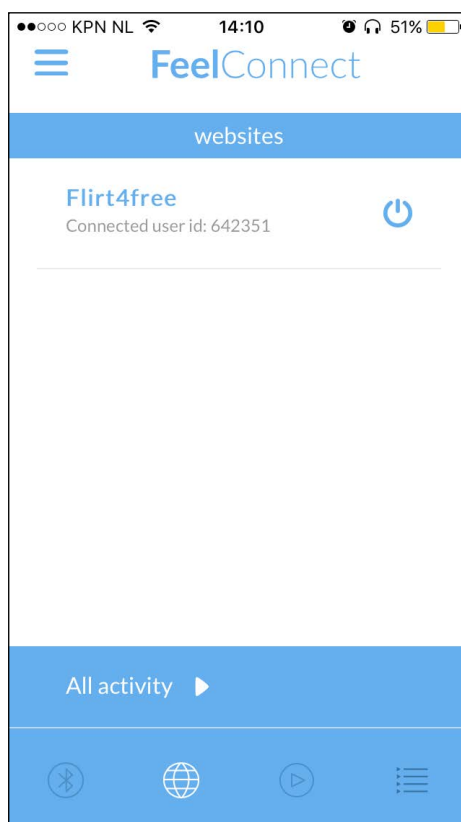 KPN NL 14:10 51%
FeelConnect
websites
Flirt4free
Connected user id: 642351
All activity